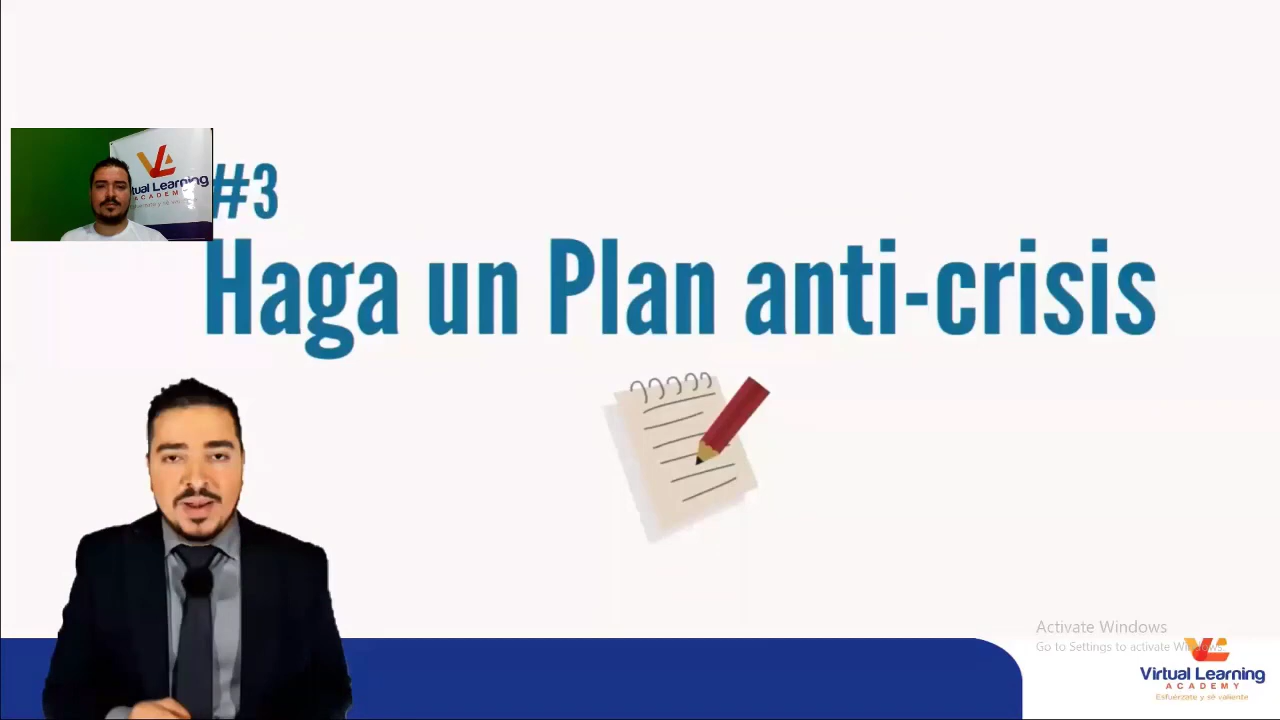 #3
Haga un Plan anti-crisis
Virtual Learning
ACADEMY
Activate Windows
Go to Settings to activate Windows.
Virtual Learning
ACADEMY
Esfuérzate y sé valiente